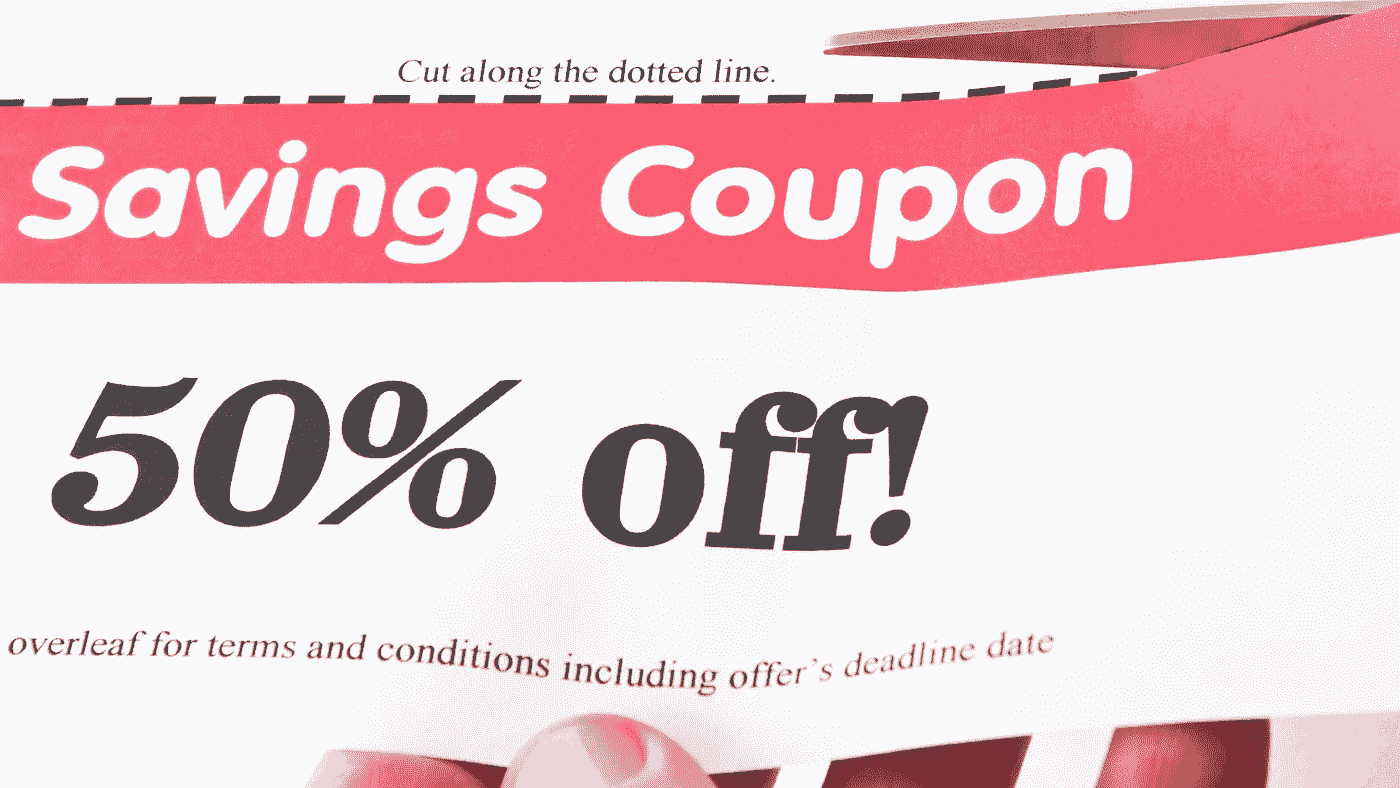 Cut along the dotted line.
Savings Coupon
50% off!
overleaf for terms and conditions including offer's deadline date